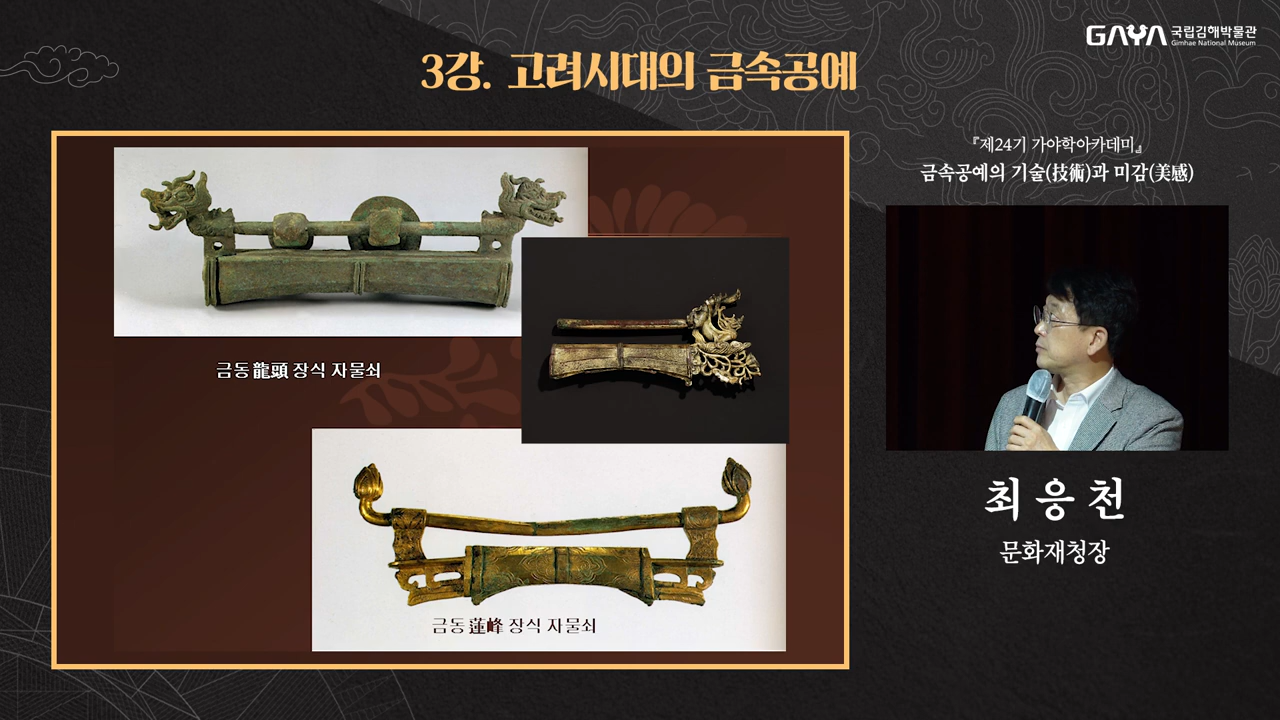 GAYA 국립김해박물관
Gimhae National Museum
3강. 고려시대의 금속공예
『제24기 가야학아카데미』
금속공예의 기술(技術)과 미감(美感)
금동 龍頭 장식 자물쇠
금동 蓮峰 장식 자물쇠
최응천
문화재청장